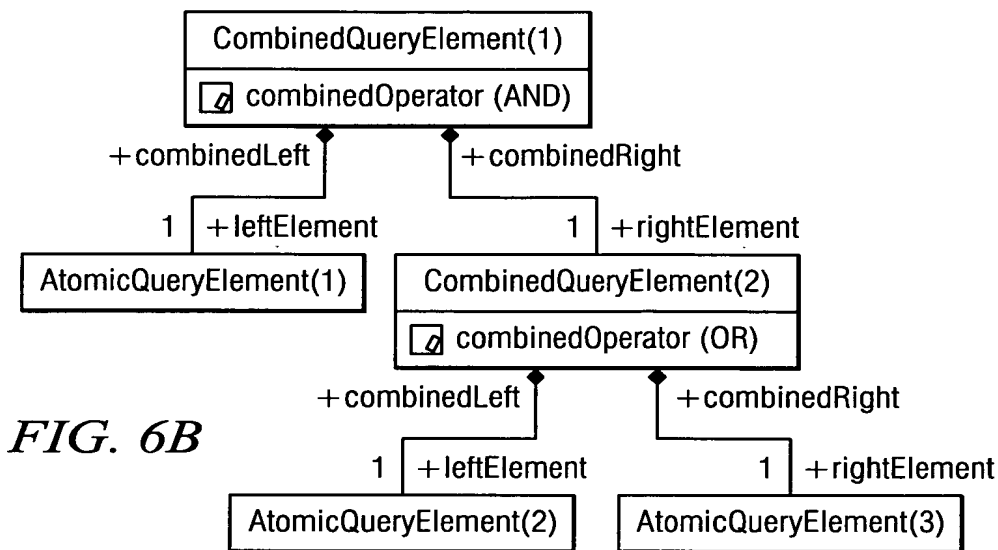 CombinedQueryElement(1)
combinedOperator (AND)
+combinedLeft
+combinedRight
1 +leftElement
1 +rightElement
AtomicQueryElement(1)
CombinedQueryElement(2)
combinedOperator (OR)
+combinedLeft
+combinedRight
FIG. 6B
1 +leftElement
1 +rightElement
AtomicQueryElement(2)
AtomicQueryElement(3)